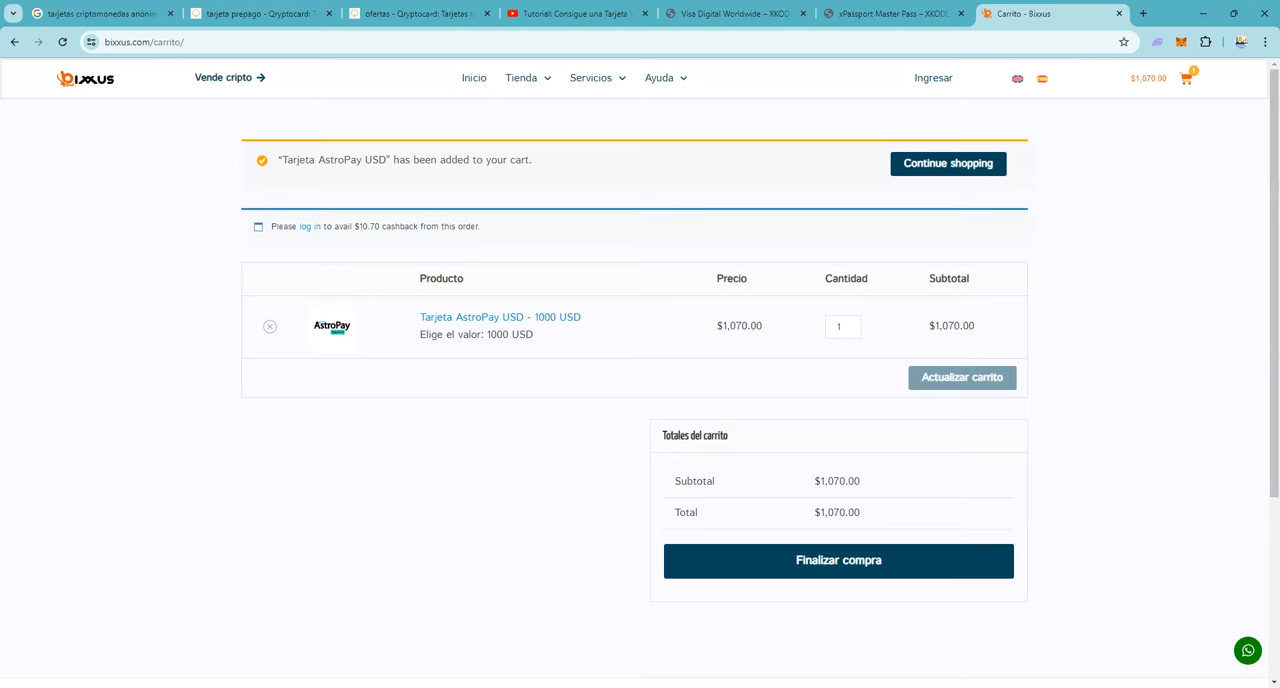 tarjetas criptomonedas anónim
tarjeta prepago - Qryptocard: T
ofertas - Qryptocard: Tarjetas c
Tutorial: Consigue una Tarjeta V
Visa Digital Worldwide – XKOD
xPassport Master Pass – XKODE
Carrito - Bixxus
bixxus.com/carrito/
bixxus
Vende cripto
Inicio
Tienda
Servicios
Ayuda
Ingresar
$1,070.00
1
“Tarjeta AstroPay USD” has been added to your cart.
Continue shopping
Please log in to avail $10.70 cashback from this order.
Producto
Precio
Cantidad
Subtotal
AstroPay
Tarjeta AstroPay USD - 1000 USD
Elige el valor: 1000 USD
$1,070.00
1
$1,070.00
Actualizar carrito
Totales del carrito
Subtotal
$1,070.00
Total
$1,070.00
Finalizar compra